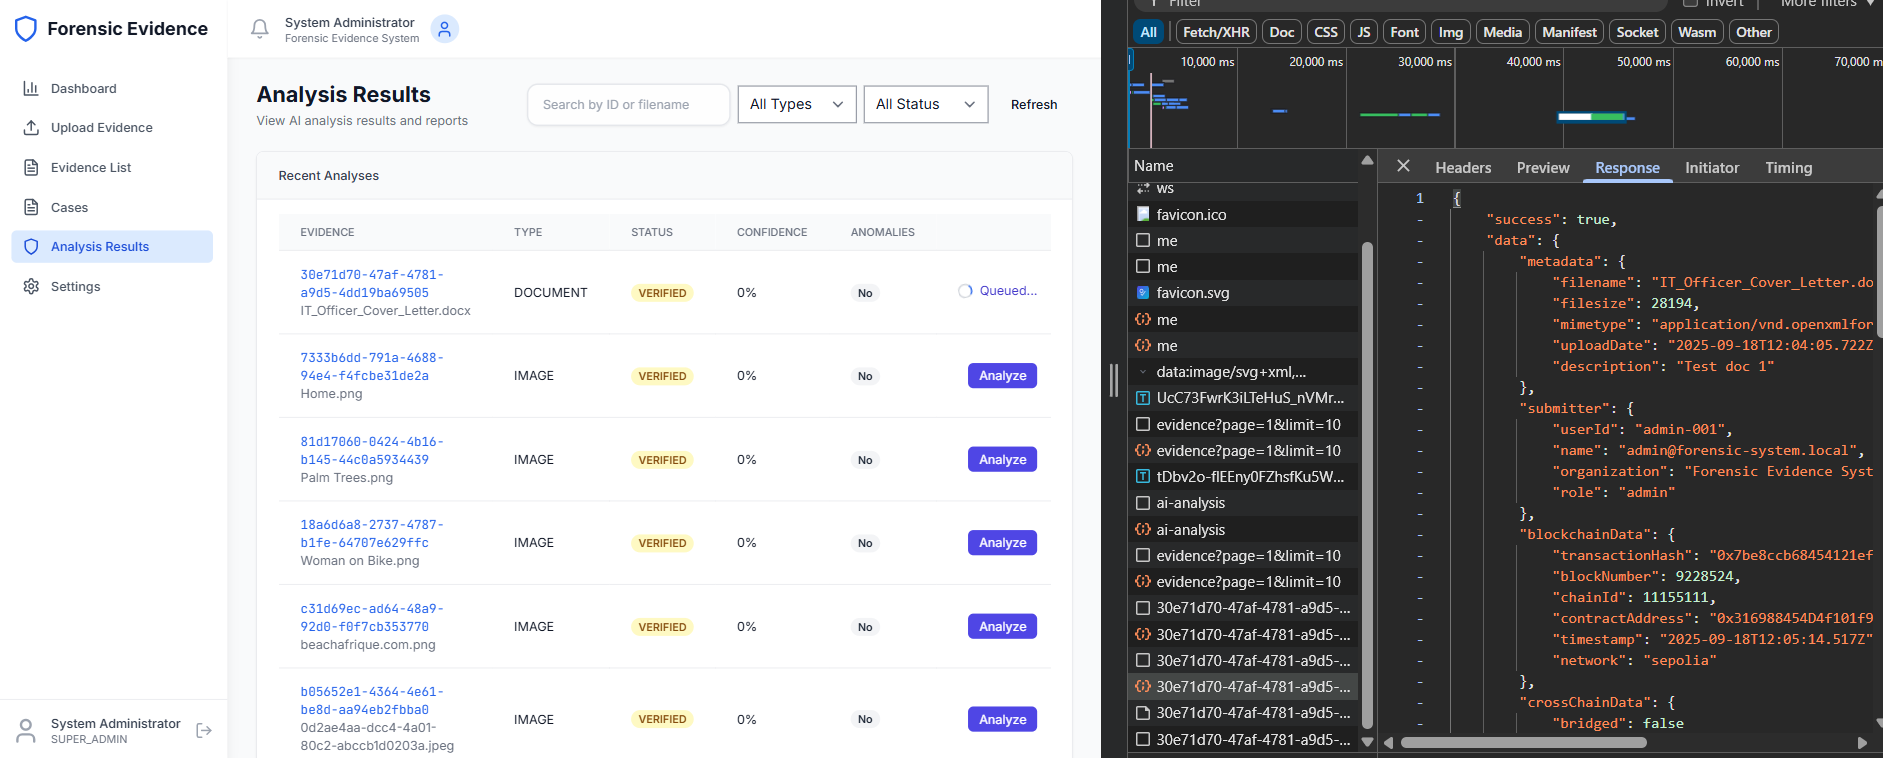 Forensic Evidence
System Administrator
Forensic Evidence System
Dashboard
Upload Evidence
Evidence List
Cases
Analysis Results
Settings
System Administrator
SUPER_ADMIN
Analysis Results
View AI analysis results and reports
Search by ID or filename
All Types
All Status
Refresh
Recent Analyses
EVIDENCE TYPE STATUS CONFIDENCE ANOMALIES
30e71d70-47af-4781-
a9d5-4dd19ba69505
IT_Officer_Cover_Letter.docx
DOCUMENT VERIFIED 0% No Queued...
7333b6dd-791a-4688-
94e4-f4fcbe31de2a
Home.png
IMAGE VERIFIED 0% No Analyze
81d17060-0424-4b16-
b145-44c0a5934439
Palm Trees.png
IMAGE VERIFIED 0% No Analyze
18a6d6a8-2737-4787-
b1fe-64707e629ffc
Woman on Bike.png
IMAGE VERIFIED 0% No Analyze
c31d69ec-ad64-48a9-
92d0-f0f7cb353770
beachafrique.com.png
IMAGE VERIFIED 0% No Analyze
b05652e1-4364-4e61-
be8d-aa94eb2fbba0
0d2ae4aa-dcc4-4a01-
80c2-abccb1d0203a.jpeg
IMAGE VERIFIED 0% No Analyze
Filter Invert More filters
All Fetch/XHR Doc CSS JS Font Img Media Manifest Socket Wasm Other
10,000 ms 20,000 ms 30,000 ms 40,000 ms 50,000 ms 60,000 ms 70,000 m
Name
ws
favicon.ico
me
me
favicon.svg
me
me
data:image/svg+xml,...
UcC73FwrK3iLTeHuS_nVMr...
evidence?page=1&limit=10
evidence?page=1&limit=10
tDbv2o-flEEny0FZhsfKu5W...
ai-analysis
ai-analysis
evidence?page=1&limit=10
evidence?page=1&limit=10
30e71d70-47af-4781-a9d5-...
30e71d70-47af-4781-a9d5-...
30e71d70-47af-4781-a9d5-...
30e71d70-47af-4781-a9d5-...
30e71d70-47af-4781-a9d5-...
30e71d70-47af-4781-a9d5-...
Headers Preview Response Initiator Timing
1 {
- "success": true,
- "data": {
- "metadata": {
- "filename": "IT_Officer_Cover_Letter.do
- "filesize": 28194,
- "mimetype": "application/vnd.openxmlfor
- "uploadDate": "2025-09-18T12:04:05.722Z
- "description": "Test doc 1"
- },
- "submitter": {
- "userId": "admin-001",
- "name": "admin@forensic-system.local",
- "organization": "Forensic Evidence Syst
- "role": "admin"
- },
- "blockchainData": {
- "transactionHash": "0x7be8ccb68454121ef
- "blockNumber": 9228524,
- "chainId": 11155111,
- "contractAddress": "0x316988454D4f101f9
- "timestamp": "2025-09-18T12:05:14.517Z"
- "network": "sepolia"
- },
- "crossChainData": {
- "bridged": false